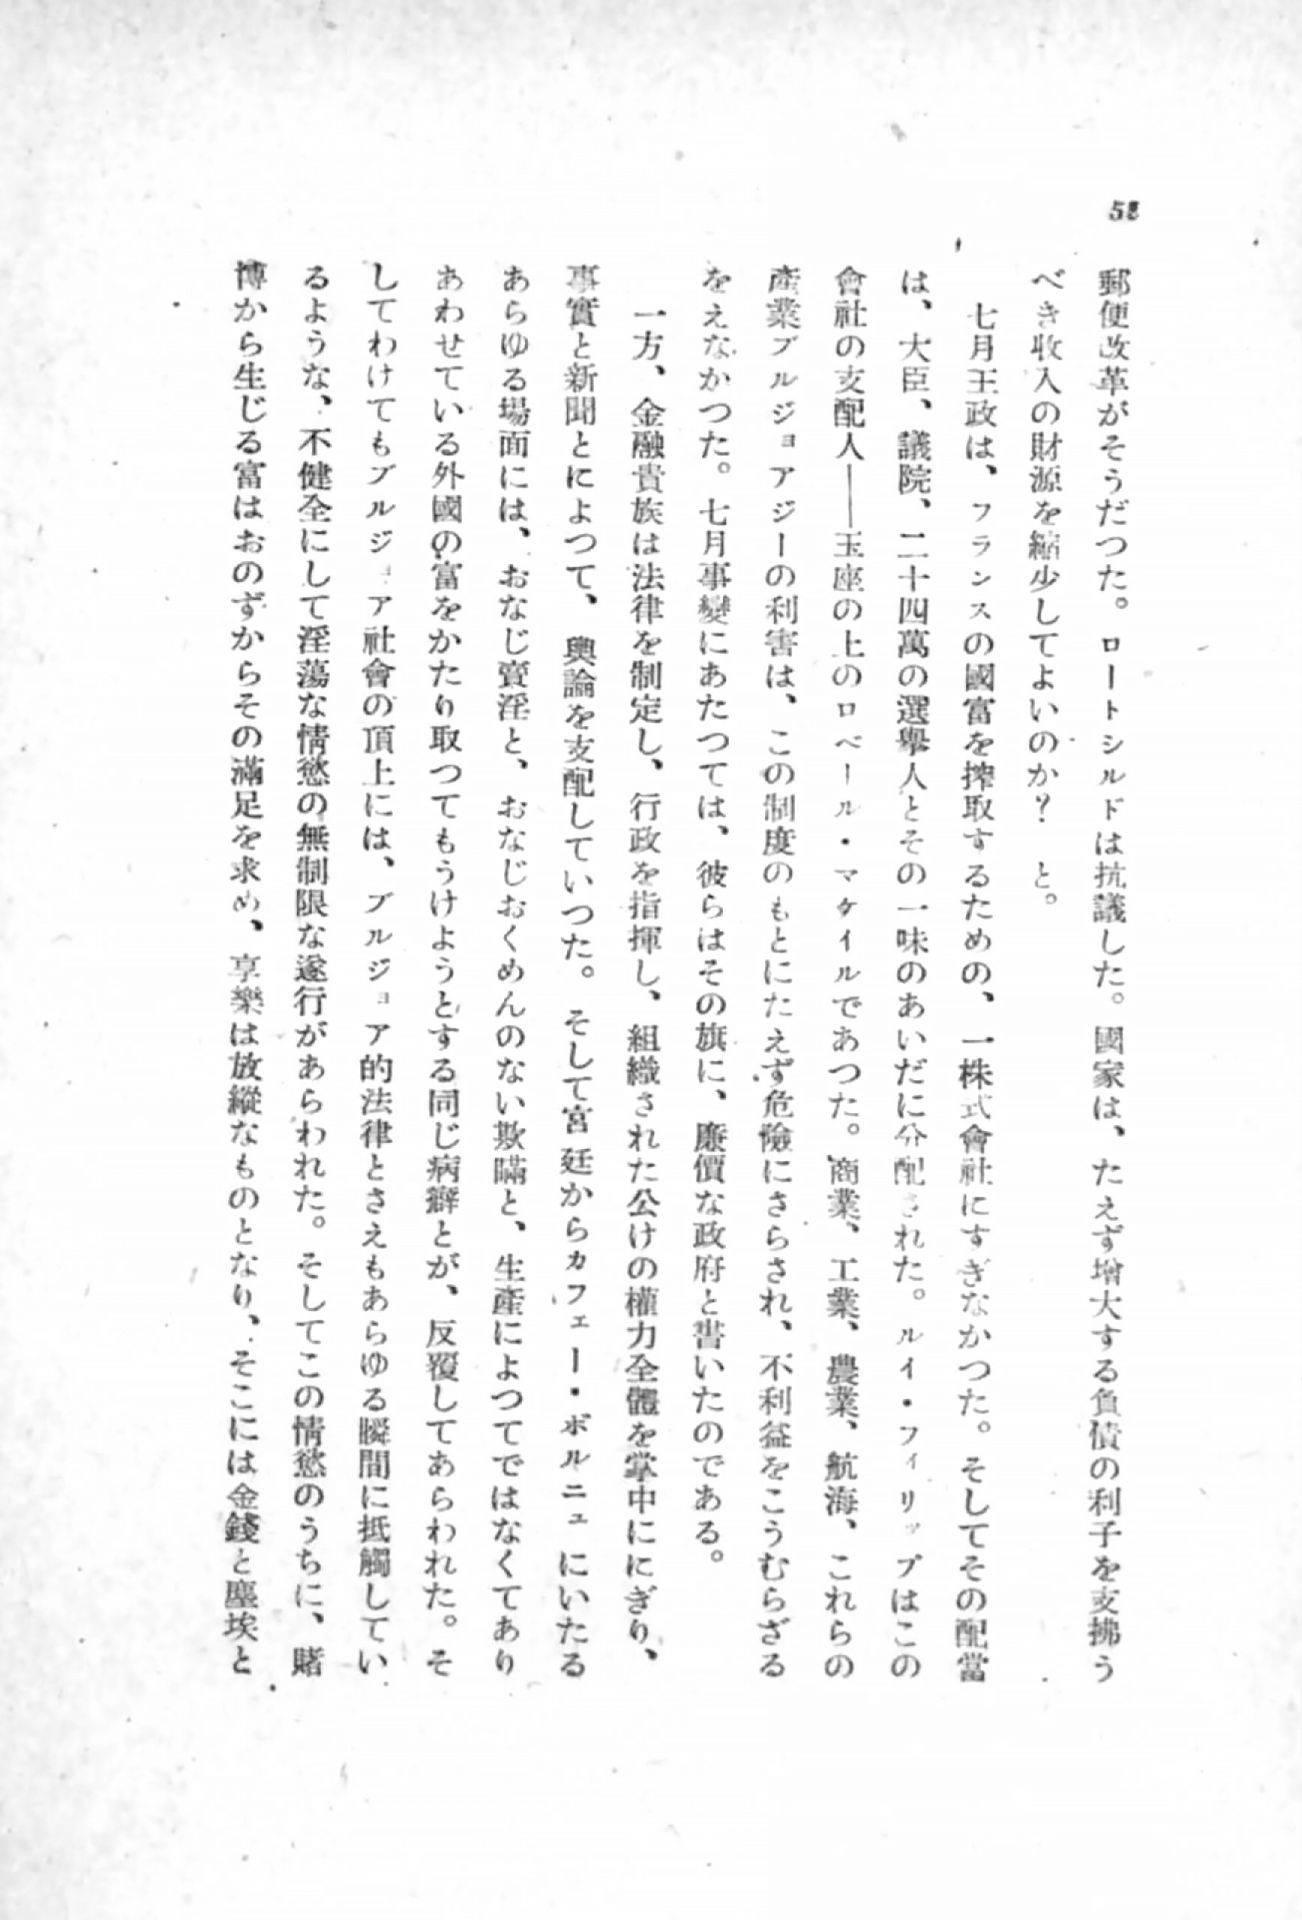 郵便改革がそうだつた。ロートシルドは抗議した。國家は、たえず增大する負債の利子を支拂う
べき收入の財源を縮少してよいのか？　と。
七月王政は、フランスの國富を搾取するための、一株式會社にすぎなかつた。そしてその配當
は、大臣、議院、二十四萬の選擧人とその一味のあいだに分配された。ルイ・フィリップはこの
會社の支配人――玉座の上のロベール・マケイルであつた。商業、工業、農業、航海、これらの
產業ブルジョアジーの利害は、この制度のもとにたえず危險にさらされ、不利益をこうむらざる
をえなかつた。七月事變にあたつては、彼らはその旗に、廉價な政府と書いたのである。
一方、金融貴族は法律を制定し、行政を指揮し、組織された公けの權力全體を掌中ににぎり、
事實と新聞とによつて、輿論を支配していつた。そして宮廷からカフェー・ボルニュにいたる
あらゆる場面には、おなじ賣淫と、おなじおくめんのない欺瞞と、生產によつてではなくてあり
あわせている外國の富をかたり取つてもうけようとする同じ病癖とが、反覆してあらわれた。そ
してわけてもブルジョア社會の頂上には、ブルジョア的法律とさえもあらゆる瞬間に抵觸してい
るような、不健全にして淫蕩な情慾の無制限な遂行があらわれた。そしてこの情慾のうちに、賭
博から生じる富はおのずからその滿足を求め、享樂は放縱なものとなり、そこには金錢と塵埃と